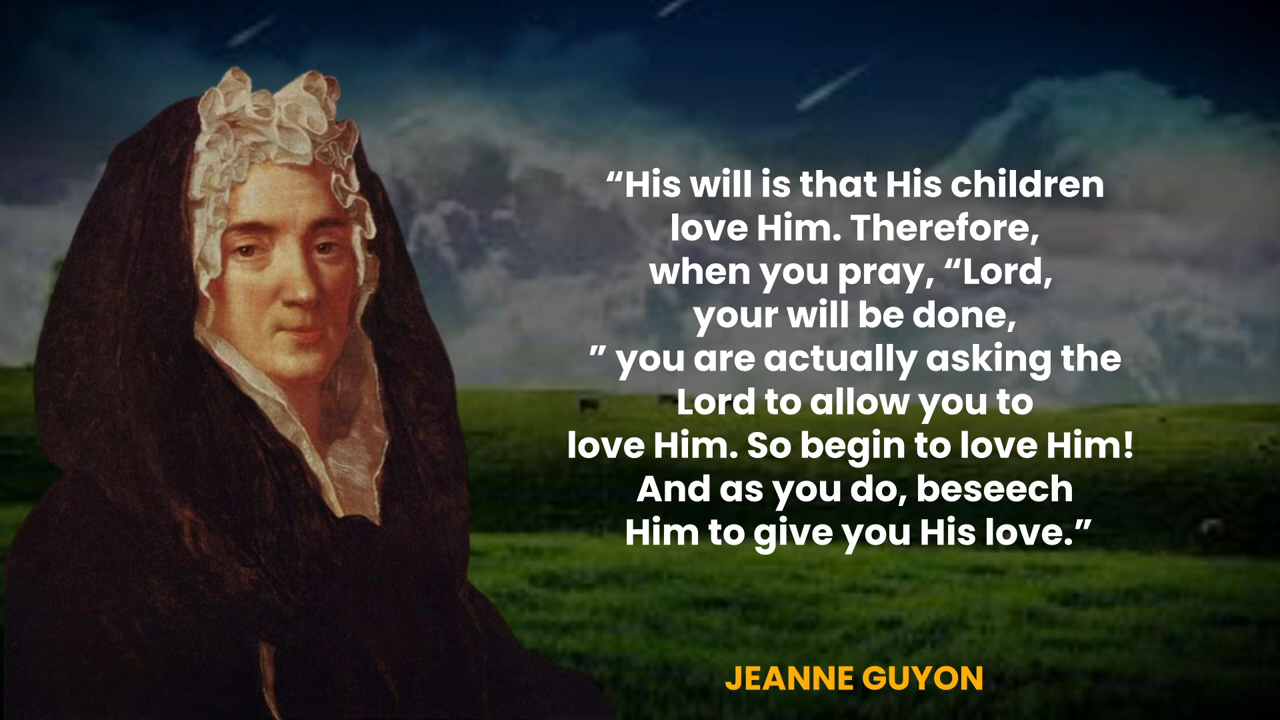 “His will is that His children
love Him. Therefore,
when you pray, “Lord,
your will be done,
” you are actually asking the
Lord to allow you to
love Him. So begin to love Him!
And as you do, beseech
Him to give you His love.”
JEANNE GUYON